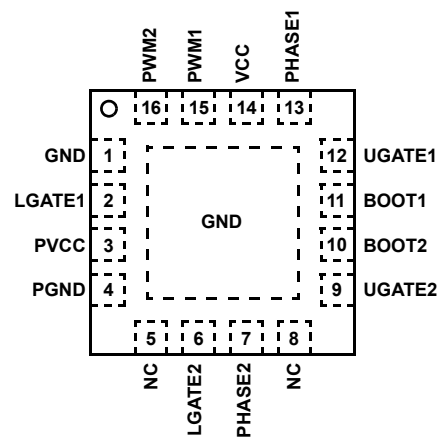 PWM2
PWM1
VCC
PHASE1
16
15
14
13
GND 1
12 UGATE1
LGATE1 2
11 BOOT1
GND
PVCC 3
10 BOOT2
PGND 4
9 UGATE2
5
6
7
8
NC
LGATE2
PHASE2
NC